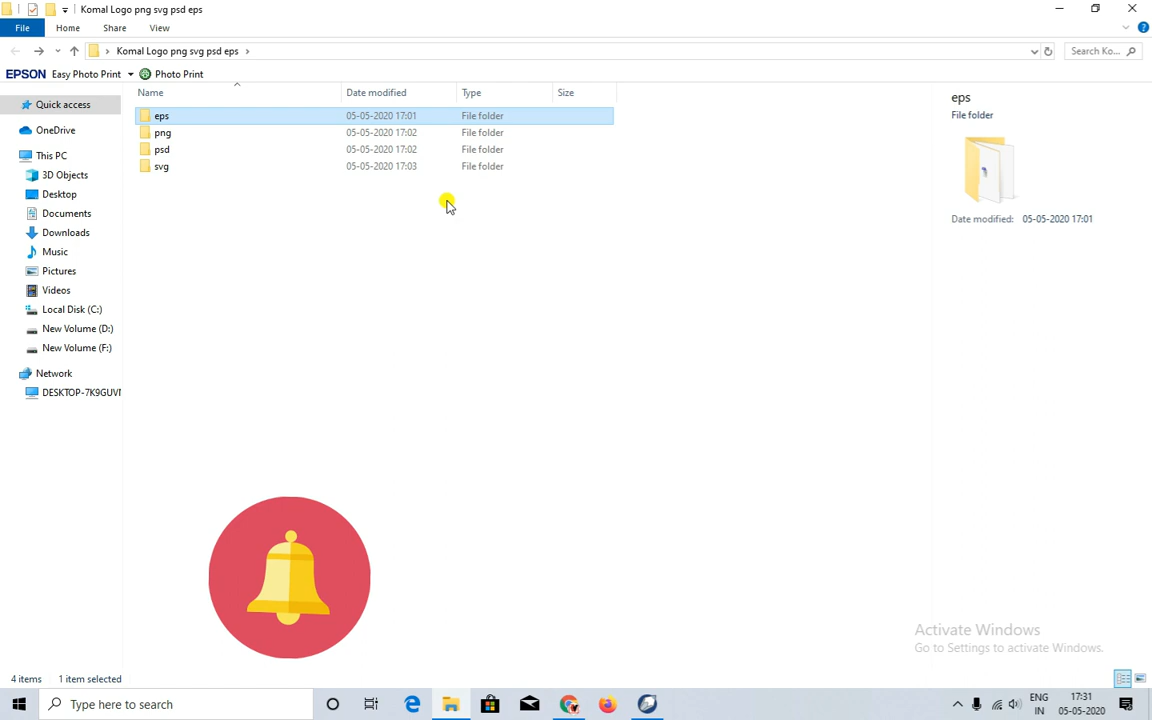 Komal Logo png svg psd eps
File Home Share View
Komal Logo png svg psd eps
Search Ko...
EPSON Easy Photo Print Photo Print
Name Date modified Type Size
eps 05-05-2020 17:01 File folder
png 05-05-2020 17:02 File folder
psd 05-05-2020 17:02 File folder
svg 05-05-2020 17:03 File folder
Quick access
OneDrive
This PC
3D Objects
Desktop
Documents
Downloads
Music
Pictures
Videos
Local Disk (C:)
New Volume (D:)
New Volume (F:)
Network
DESKTOP-7K9GUVI
eps
File folder
Date modified: 05-05-2020 17:01
Activate Windows
Go to Settings to activate Windows.
4 items 1 item selected
Type here to search
ENG
IN
17:31
05-05-2020